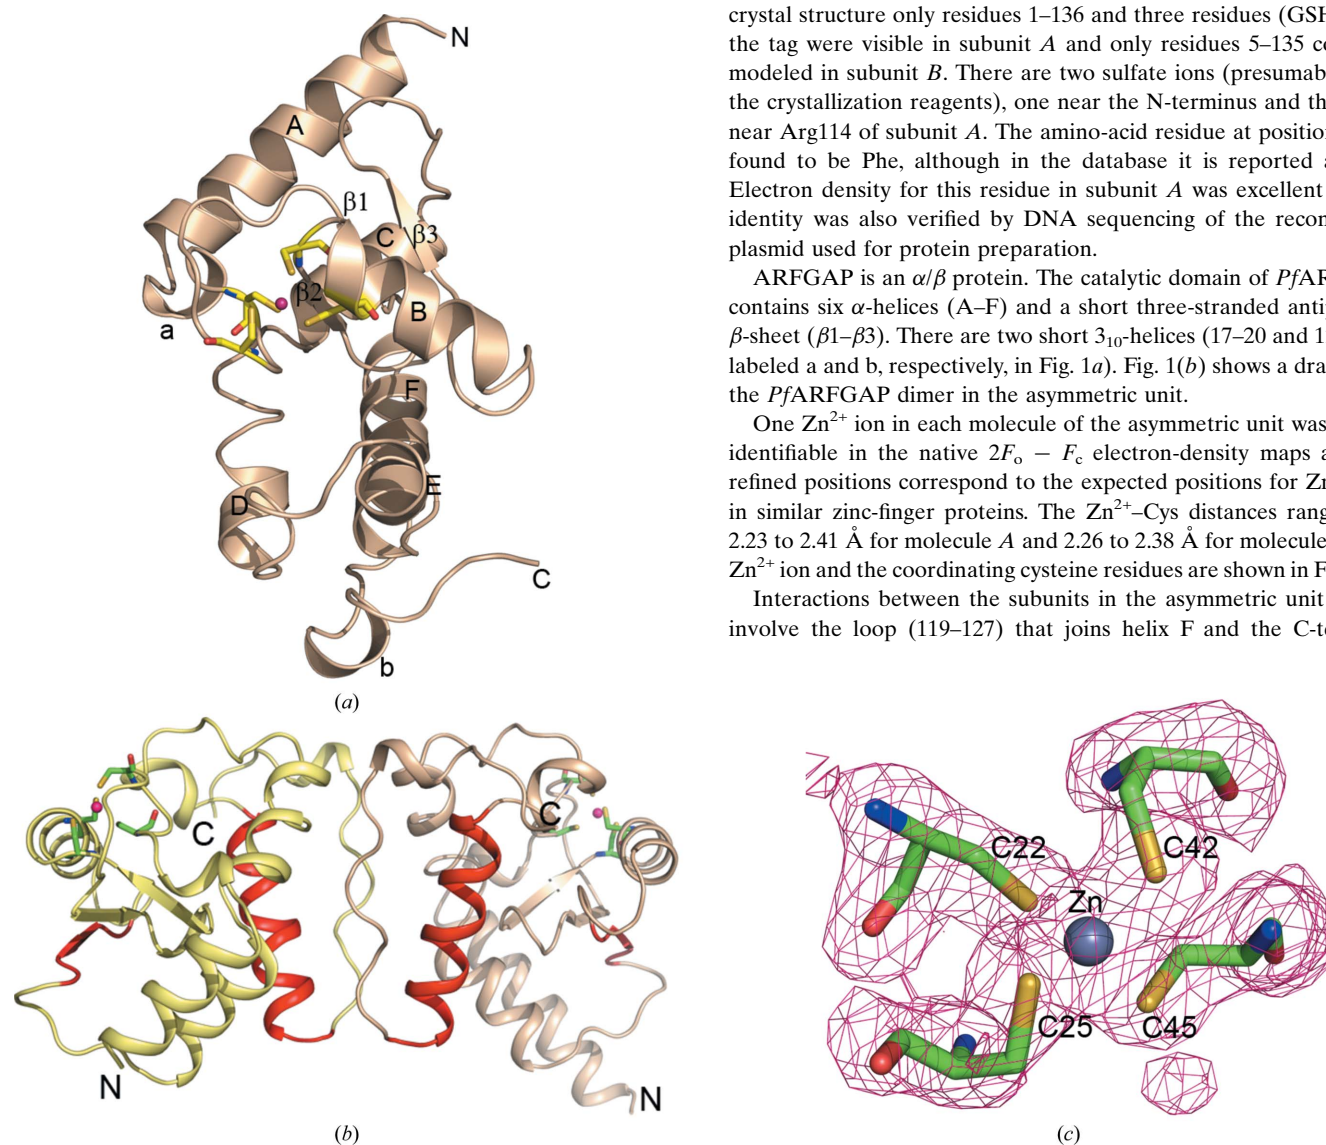 crystal structure only residues 1–136 and three residues (GSH
the tag were visible in subunit A and only residues 5–135 co
modeled in subunit B. There are two sulfate ions (presumab
the crystallization reagents), one near the N-terminus and th
near Arg114 of subunit A. The amino-acid residue at position
found to be Phe, although in the database it is reported a
Electron density for this residue in subunit A was excellent
identity was also verified by DNA sequencing of the recon
plasmid used for protein preparation.
ARFGAP is an α/β protein. The catalytic domain of PfAR
contains six α-helices (A–F) and a short three-stranded antip
β-sheet (β1–β3). There are two short 3₁₀-helices (17–20 and 1
labeled a and b, respectively, in Fig. 1a). Fig. 1(b) shows a dra
the PfARFGAP dimer in the asymmetric unit.
One Zn²⁺ ion in each molecule of the asymmetric unit was
identifiable in the native 2Fₒ − F꜀ electron-density maps a
refined positions correspond to the expected positions for Zn
in similar zinc-finger proteins. The Zn²⁺–Cys distances rang
2.23 to 2.41 Å for molecule A and 2.26 to 2.38 Å for molecule
Zn²⁺ ion and the coordinating cysteine residues are shown in F
Interactions between the subunits in the asymmetric unit
involve the loop (119–127) that joins helix F and the C-te
N
A
β1
C
β3
β2
a
B
F
D
E
C
b
(a)
C
C
N
N
(b)
C22
C42
Zn
C25
C45
(c)